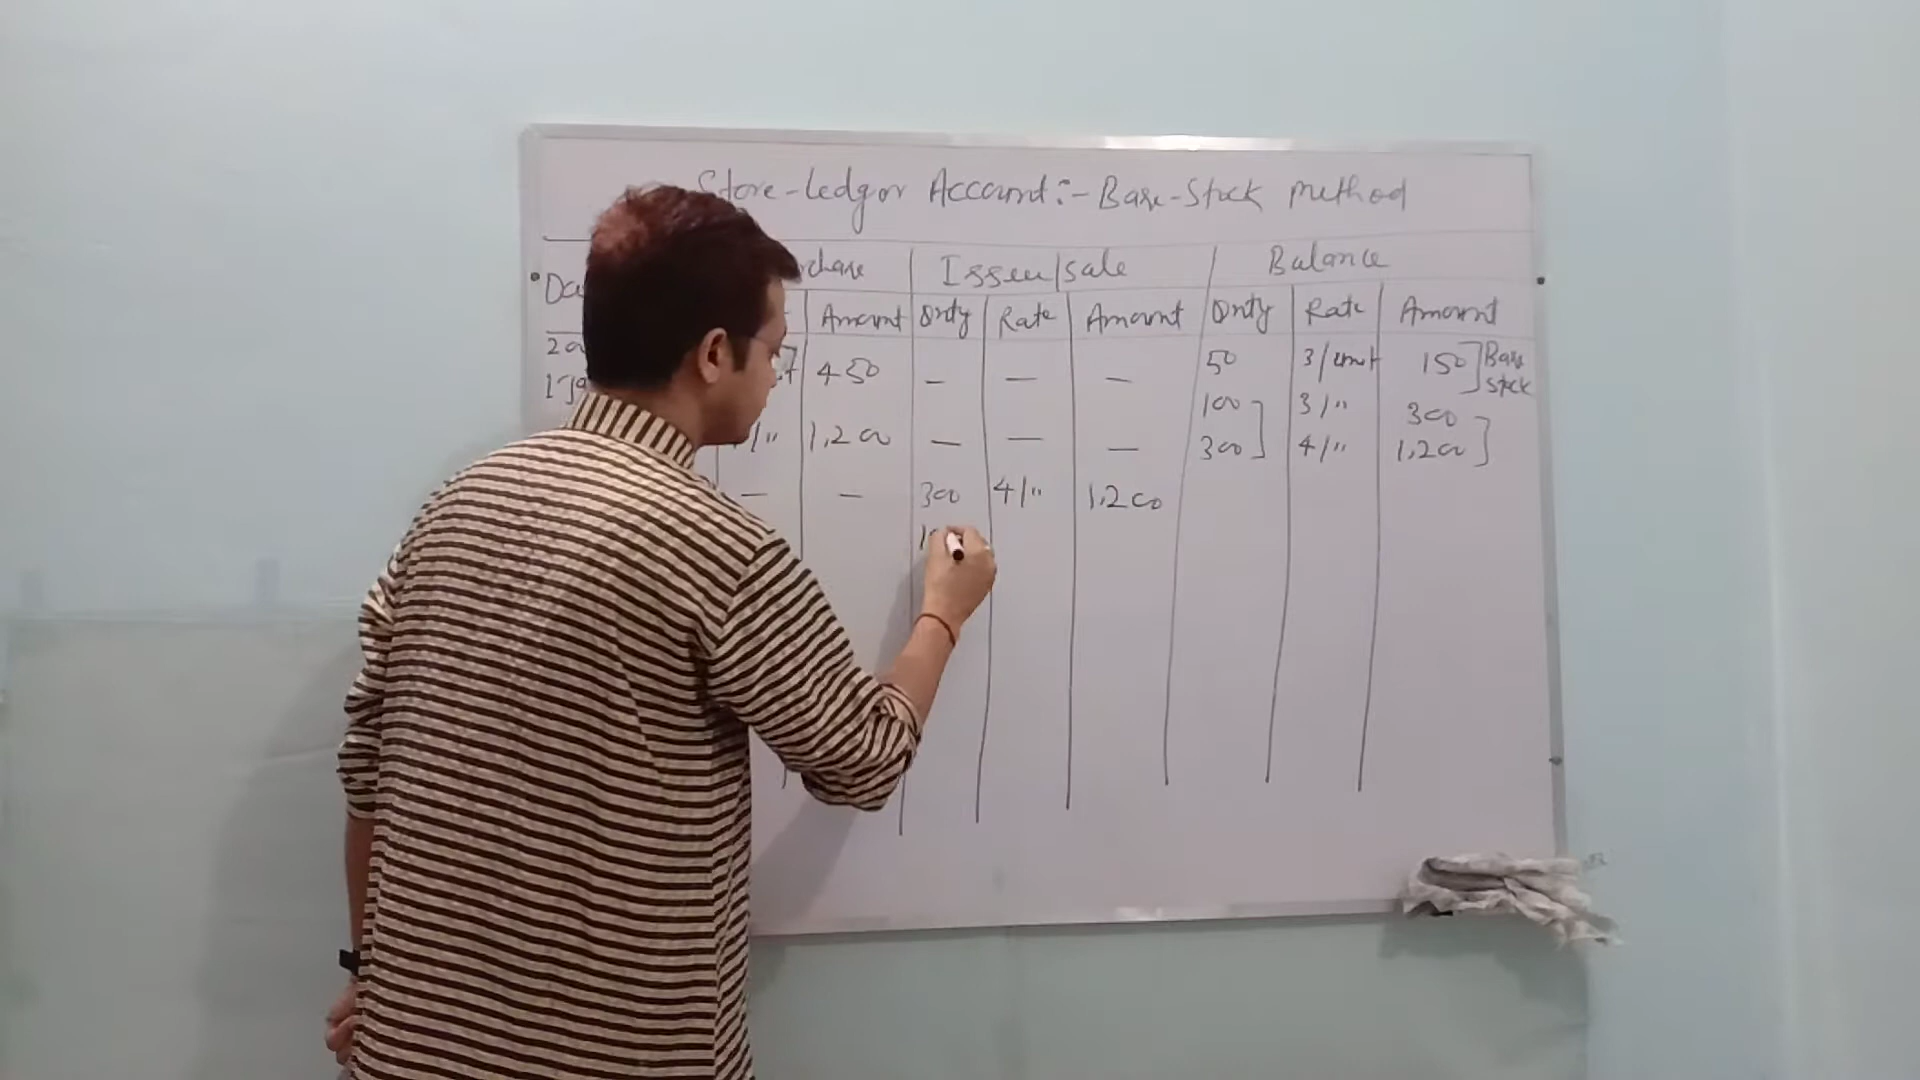 Store-Ledgor Account:- Base-Stock Method
Issue/sale Balance
Amount Qnty Rate Amount Qnty Rate Amount
450 — — — 50 3/unit 150 ] Base Stock
100 3/" 300
/" 1,200 — — — 300 ] 4/" 1,200 ]
— — 300 4/" 1,200